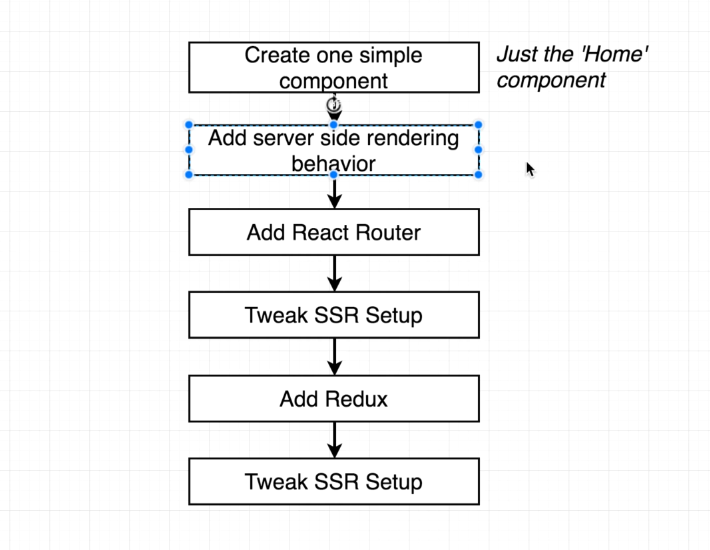 Create one simple
component
Just the 'Home'
component
Add server side rendering
behavior
Add React Router
Tweak SSR Setup
Add Redux
Tweak SSR Setup